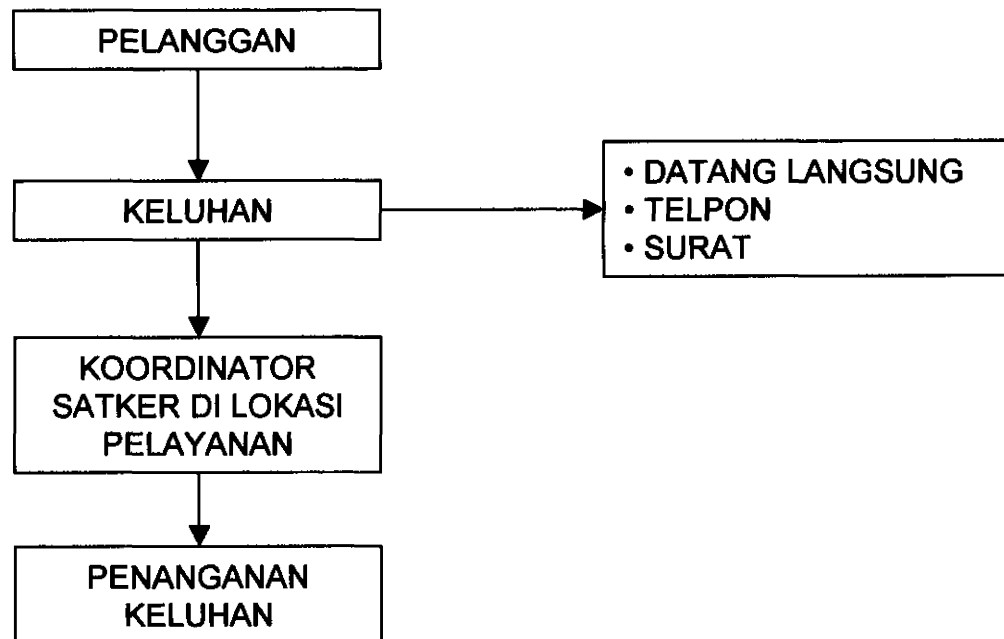 PELANGGAN
KELUHAN
• DATANG LANGSUNG
• TELPON
• SURAT
KOORDINATOR
SATKER DI LOKASI
PELAYANAN
PENANGANAN
KELUHAN